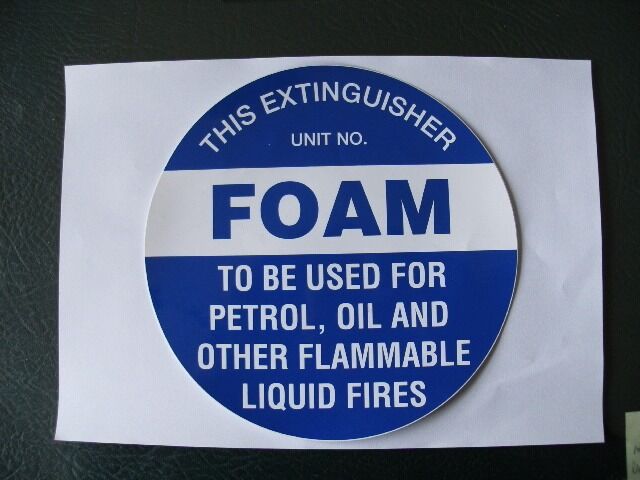 THIS EXTINGUISHER
UNIT NO.
FOAM
TO BE USED FOR
PETROL, OIL AND
OTHER FLAMMABLE
LIQUID FIRES